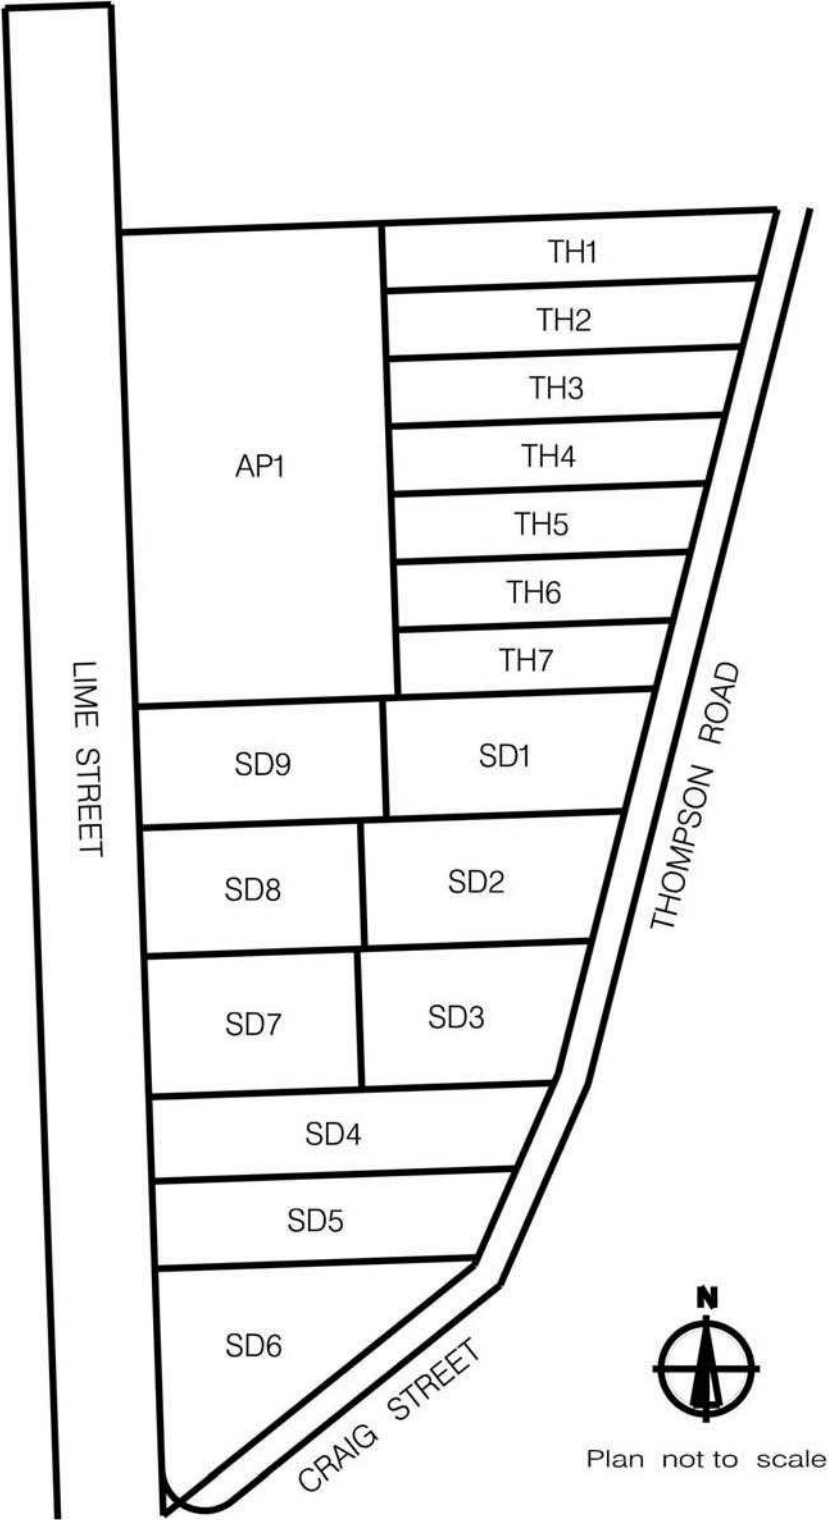 TH1
TH2
TH3
AP1
TH4
TH5
TH6
TH7
LIME STREET
THOMPSON ROAD
SD9
SD1
SD8
SD2
SD7
SD3
SD4
SD5
SD6
CRAIG STREET
N
Plan not to scale